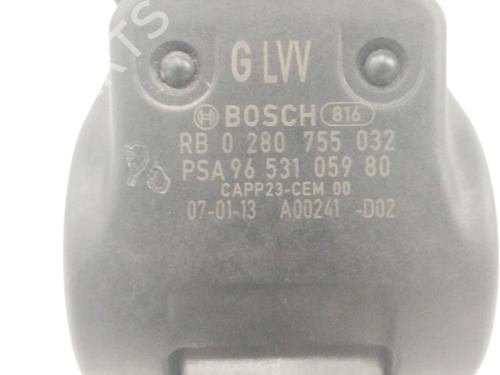 GLW
BOSCH 816
RB 0 280 755 032
PSA 96 531 059 80
CAPP23-CEM 00
07-01-13 A00241 -D02